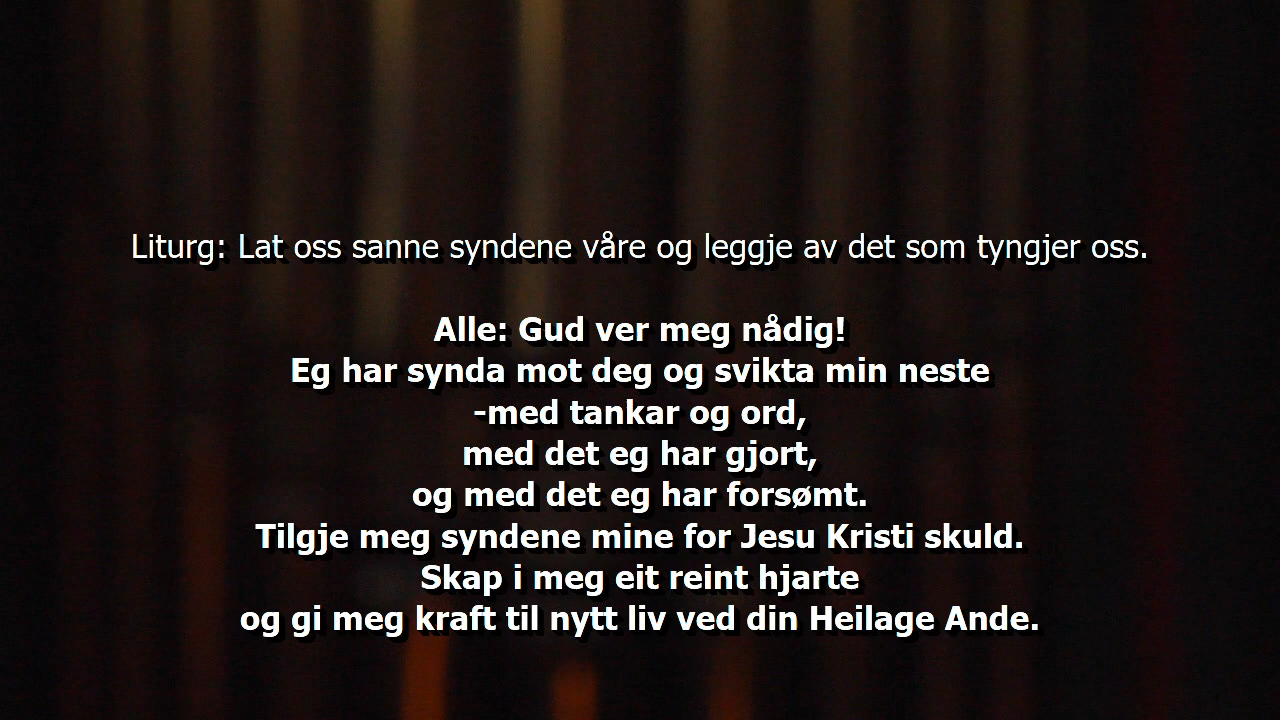 Liturg: Lat oss sanne syndene våre og leggje av det som tyngjer oss.
Alle: Gud ver meg nådig!
Eg har synda mot deg og svikta min neste
-med tankar og ord,
med det eg har gjort,
og med det eg har forsømt.
Tilgje meg syndene mine for Jesu Kristi skuld.
Skap i meg eit reint hjarte
og gi meg kraft til nytt liv ved din Heilage Ande.